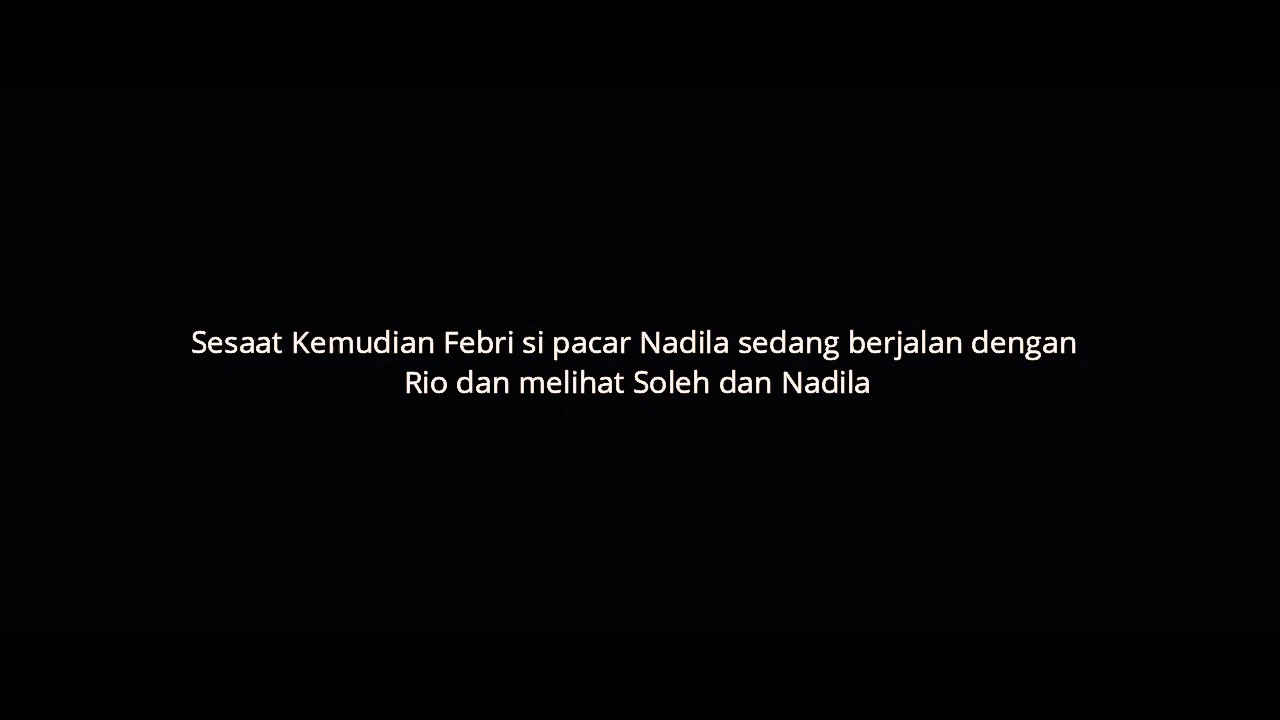 Sesaat Kemudian Febri si pacar Nadila sedang berjalan dengan
Rio dan melihat Soleh dan Nadila